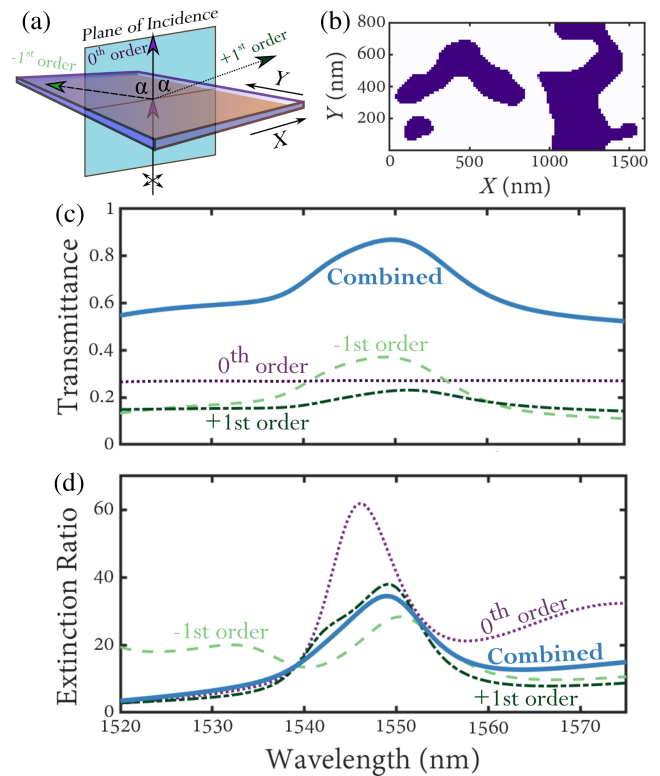 (a)
Plane of Incidence
-1st order
0th order
+1st order
α α
Y
X
(b)
800
600
400
200
Y (nm)
0 500 1000 1500
X (nm)
(c)
1
0.8
0.6
0.4
0.2
0
Transmittance
Combined
-1st order
0th order
+1st order
(d)
60
40
20
0
Extinction Ratio
-1st order
0th order
Combined
+1st order
1520 1530 1540 1550 1560 1570
Wavelength (nm)